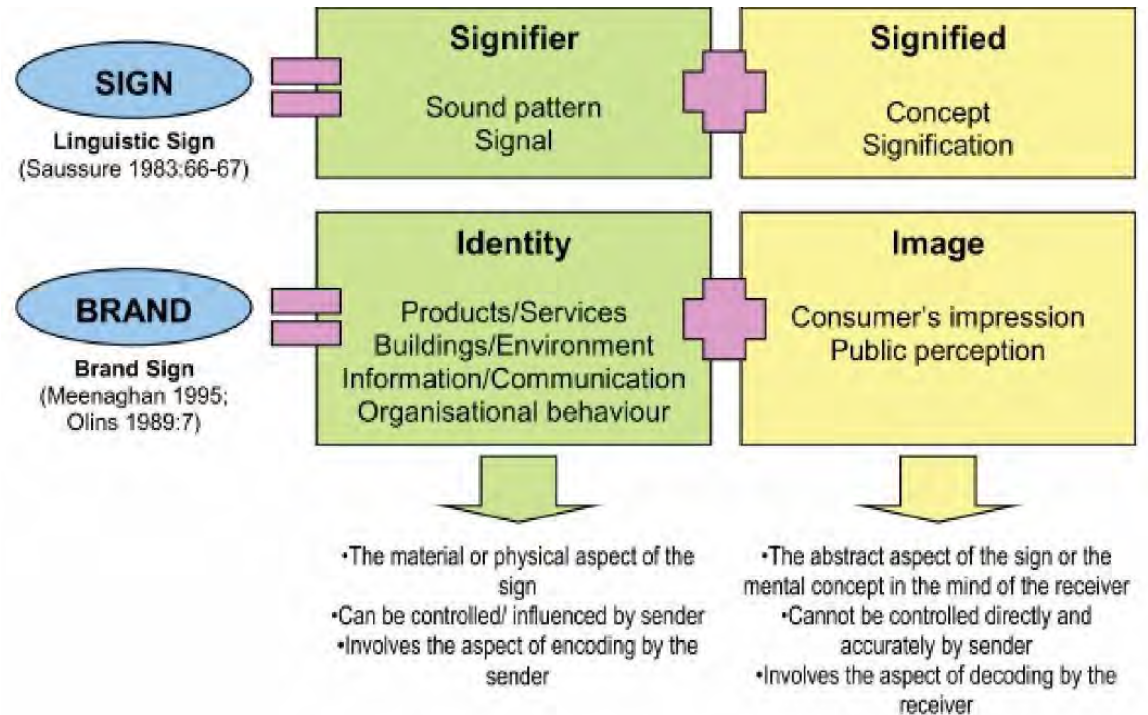 SIGN
Linguistic Sign
(Saussure 1983:66-67)
Signifier
Sound pattern
Signal
Signified
Concept
Signification
BRAND
Brand Sign
(Meenaghan 1995;
Olins 1989:7)
Identity
Products/Services
Buildings/Environment
Information/Communication
Organisational behaviour
Image
Consumer's impression
Public perception
•The material or physical aspect of the
sign
•Can be controlled/ influenced by sender
•Involves the aspect of encoding by the
sender
•The abstract aspect of the sign or the
mental concept in the mind of the receiver
•Cannot be controlled directly and
accurately by sender
•Involves the aspect of decoding by the
receiver